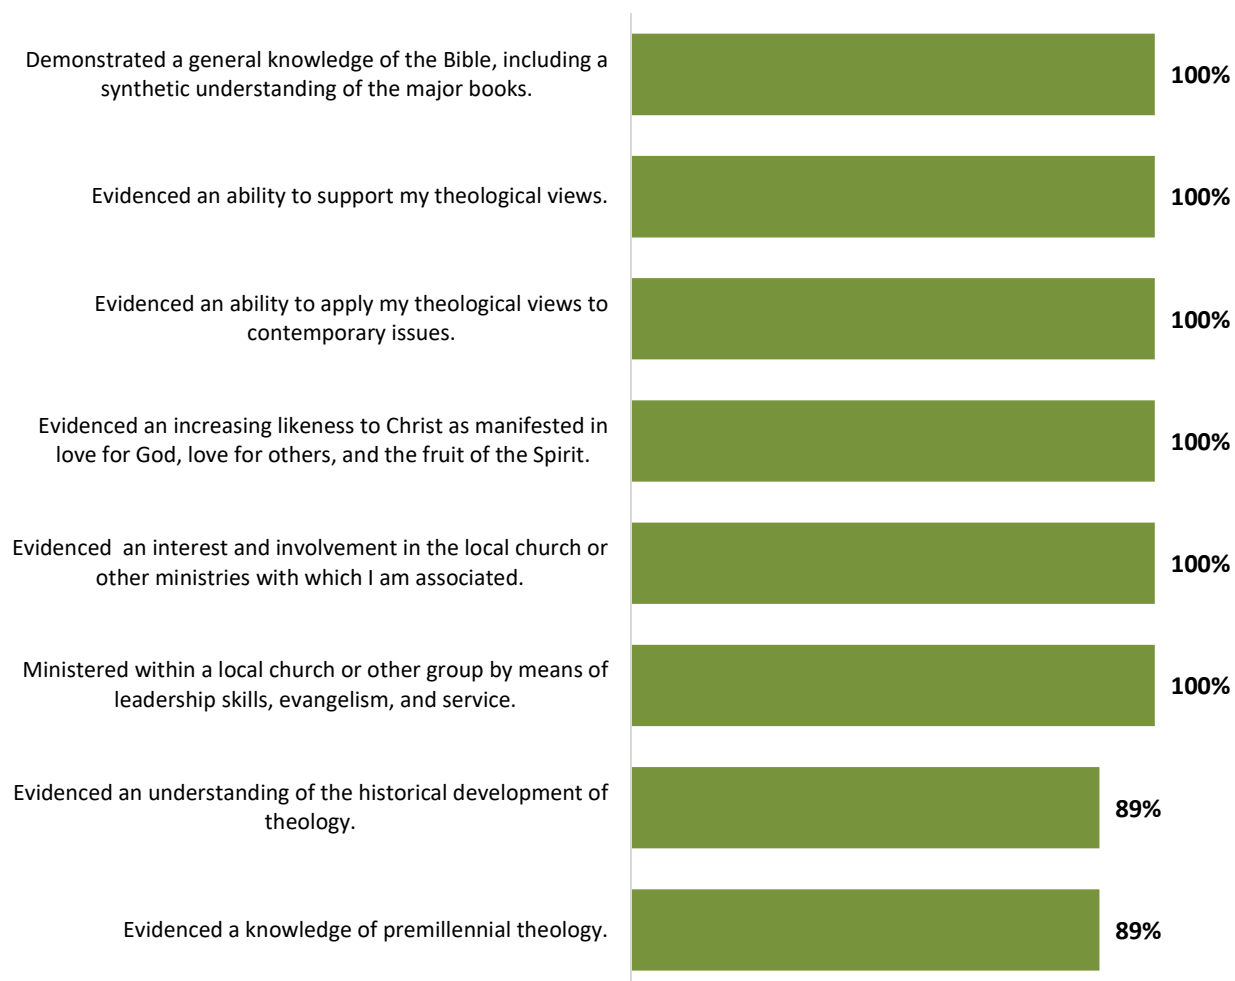 Demonstrated a general knowledge of the Bible, including a
synthetic understanding of the major books.
100%
Evidenced an ability to support my theological views.
100%
Evidenced an ability to apply my theological views to
contemporary issues.
100%
Evidenced an increasing likeness to Christ as manifested in
love for God, love for others, and the fruit of the Spirit.
100%
Evidenced  an interest and involvement in the local church or
other ministries with which I am associated.
100%
Ministered within a local church or other group by means of
leadership skills, evangelism, and service.
100%
Evidenced an understanding of the historical development of
theology.
89%
Evidenced a knowledge of premillennial theology.
89%